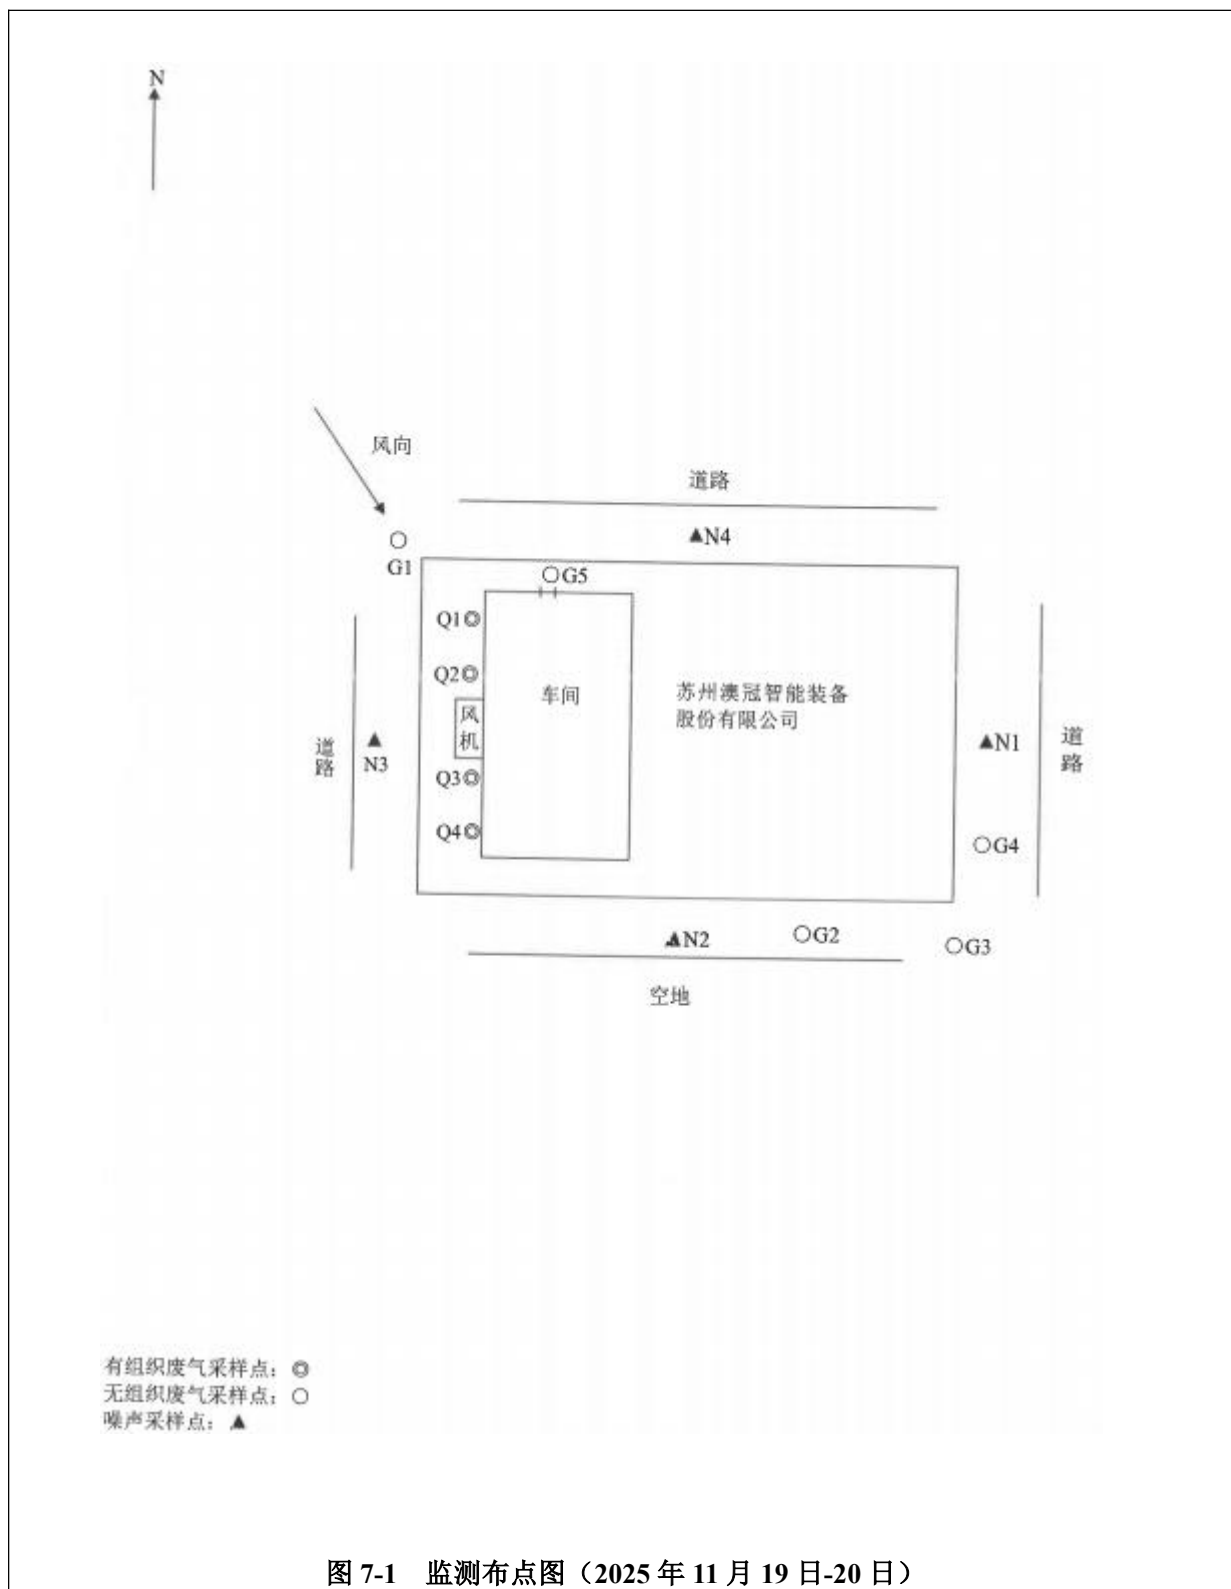 N
风向
道路
▲N4
G1
○G5
Q1◎
Q2◎
车间
苏州澳冠智能装备
股份有限公司
风
机
道
路
▲
N3
▲N1
道
路
Q3◎
Q4◎
○G4
▲N2
○G2
○G3
空地
有组织废气采样点：◎
无组织废气采样点：○
噪声采样点：▲
图 7-1 监测布点图（2025 年 11 月 19 日-20 日）